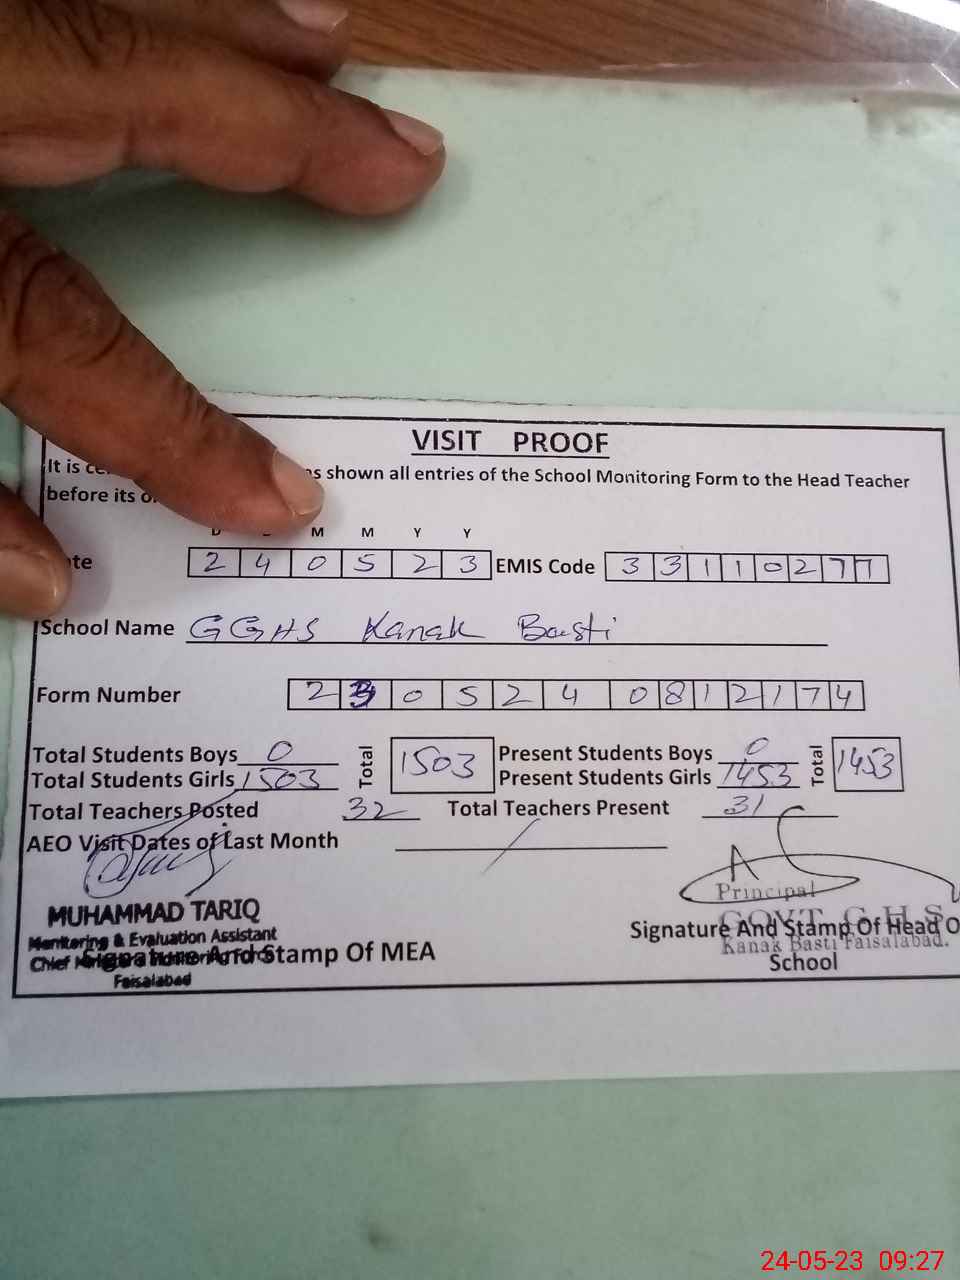 VISIT PROOF
It is shown all entries of the School Monitoring Form to the Head Teacher
before its
M M Y Y
2 4 0 5 2 3 EMIS Code 3 3 1 1 0 2 7 7
School Name GGHS Kanak Basti
Form Number 2 3 0 5 2 4 0 8 1 2 1 7 4
Total Students Boys 0 Total 1503 Present Students Boys 0 Total 1453
Total Students Girls 1503 Present Students Girls 1453
Total Teachers Posted 32 Total Teachers Present 31
AEO Visit Dates of Last Month
Principal
MUHAMMAD TARIQ
GOVT. G.H.S
Signature And Stamp Of Head
Monitoring & Evaluation Assistant
Kanak Basti Faisalabad.
Chief
Signature And Stamp Of MEA
School
Faisalabad
24-05-23 09:27